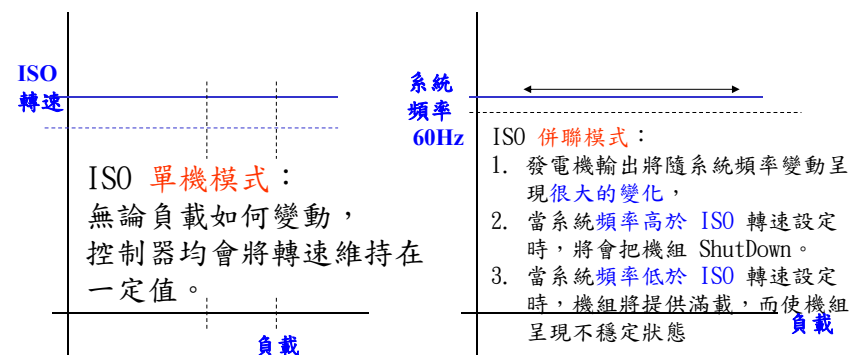 ISO
轉速
ISO 單機模式：
無論負載如何變動，
控制器均會將轉速維持在
一定值。
負載
系統
頻率
60Hz
ISO 併聯模式：
1. 發電機輸出將隨系統頻率變動呈
現很大的變化，
2. 當系統頻率高於 ISO 轉速設定
時，將會把機組 ShutDown。
3. 當系統頻率低於 ISO 轉速設定
時，機組將提供滿載，而使機組
呈現不穩定狀態
負載